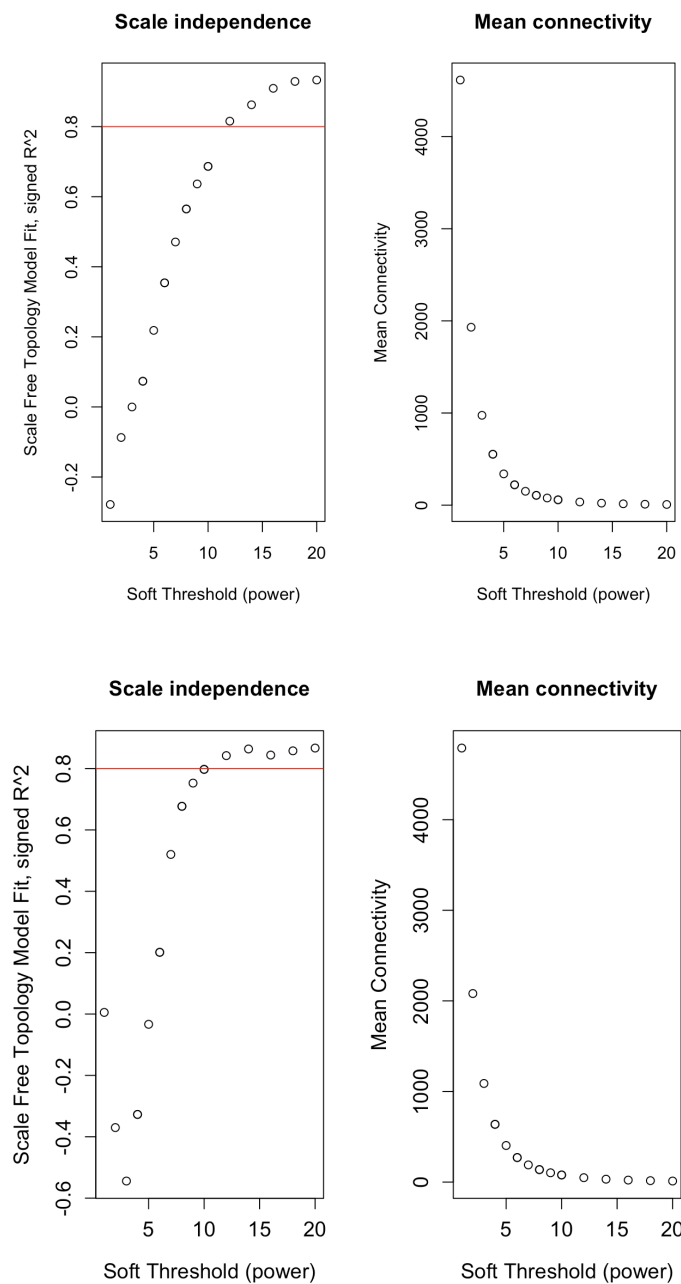 Scale independence
Scale Free Topology Model Fit, signed R^2
0.8
0.6
0.4
0.2
0.0
-0.2
5 10 15 20
Soft Threshold (power)
Mean connectivity
Mean Connectivity
4000
3000
2000
1000
0
5 10 15 20
Soft Threshold (power)
Scale independence
Scale Free Topology Model Fit, signed R^2
0.8
0.6
0.4
0.2
0.0
-0.2
-0.4
-0.6
5 10 15 20
Soft Threshold (power)
Mean connectivity
Mean Connectivity
4000
3000
2000
1000
0
5 10 15 20
Soft Threshold (power)